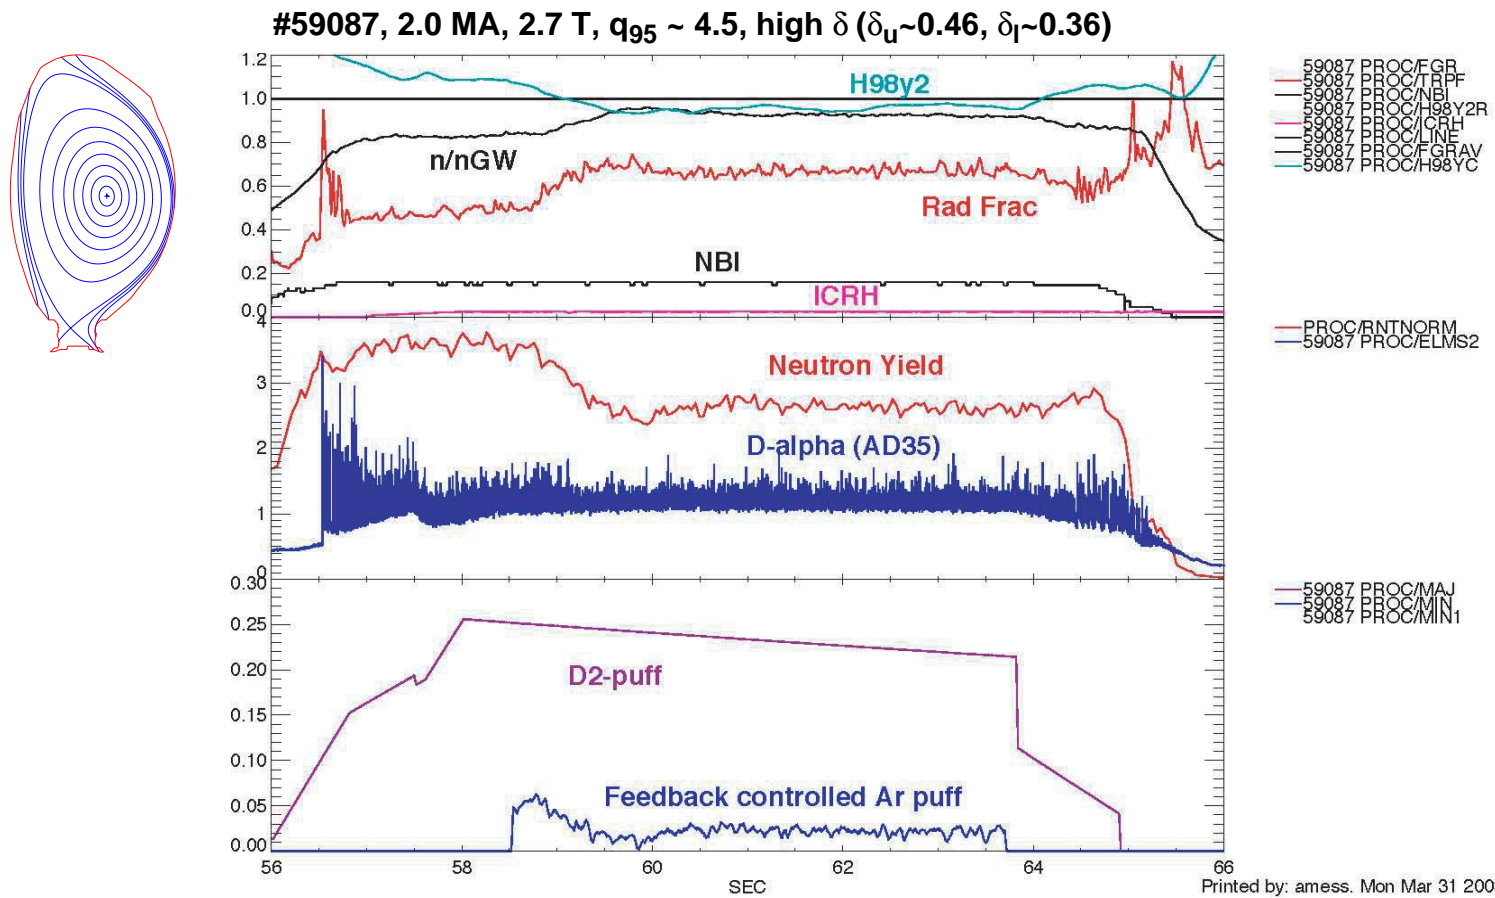 #59087, 2.0 MA, 2.7 T, q95 ~ 4.5, high δ (δu~0.46, δl~0.36)
1.2
1.0
0.8
0.6
0.4
0.2
0.0
H98y2
n/nGW
Rad Frac
NBI
ICRH
59087 PROC/FGR
59087 PROC/TRPF
59087 PROC/NBI
59087 PROC/H98Y2R
59087 PROC/ICRH
59087 PROC/LINE
59087 PROC/FGRAV
59087 PROC/H98YC
4
3
2
1
0
Neutron Yield
D-alpha (AD35)
PROC/RNTNORM
59087 PROC/ELMS2
0.30
0.25
0.20
0.15
0.10
0.05
0.00
D2-puff
Feedback controlled Ar puff
59087 PROC/MAJ
59087 PROC/MIN
59087 PROC/MIN1
56 58 60 62 64 66
SEC
Printed by: amess. Mon Mar 31 200